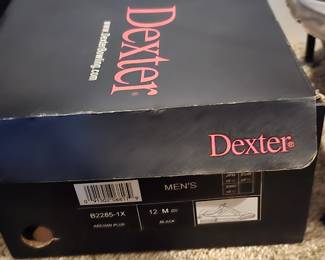 Dexter®
www.DexterBowling.com
Dexter®
MEN'S
B2285-1X
12 M
BLACK